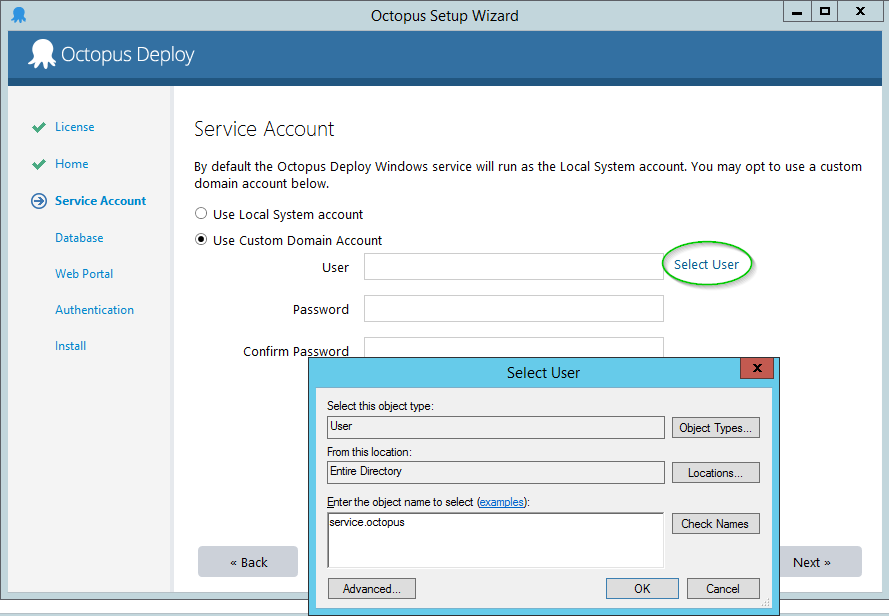 Octopus Setup Wizard
Octopus Deploy
License
Home
Service Account
Database
Web Portal
Authentication
Install
Service Account
By default the Octopus Deploy Windows service will run as the Local System account. You may opt to use a custom
domain account below.
Use Local System account
Use Custom Domain Account
User
Select User
Password
Confirm Password
« Back
Next »
Select User
X
Select this object type:
User
Object Types...
From this location:
Entire Directory
Locations...
Enter the object name to select (examples):
service.octopus
Check Names
Advanced...
OK
Cancel